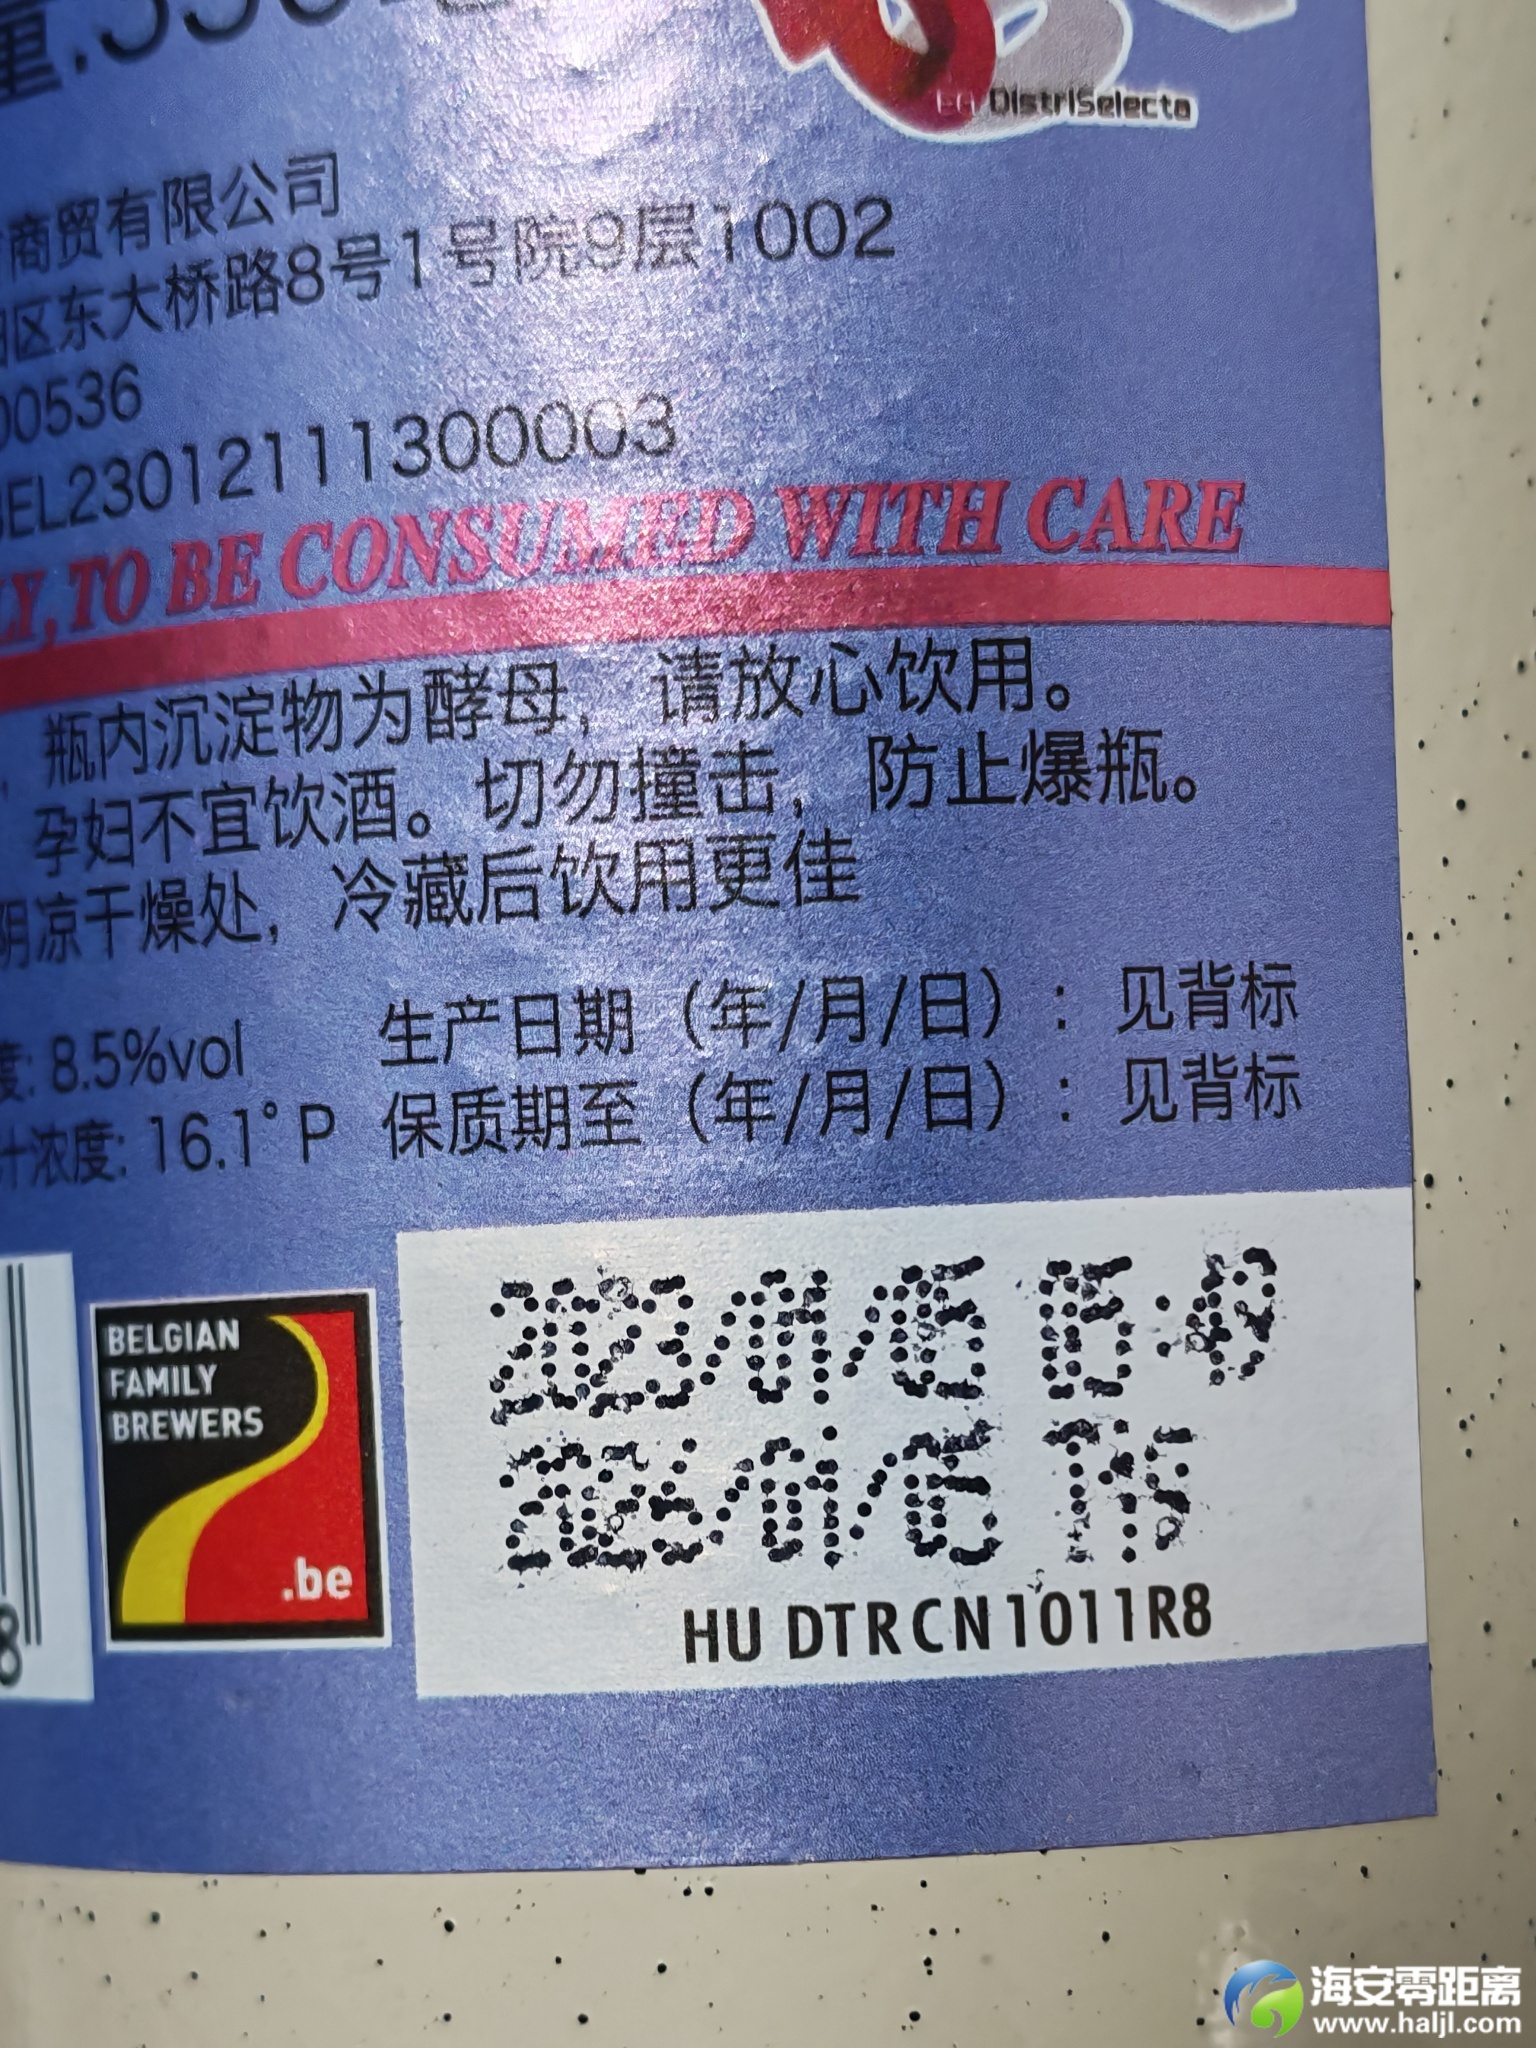 DistriSelecta
商贸有限公司
区东大桥路8号1号院9层1002
00536
EL23012111300003
LY, TO BE CONSUMED WITH CARE
瓶内沉淀物为酵母，请放心饮用。
孕妇不宜饮酒。切勿撞击，防止爆瓶。
阴凉干燥处，冷藏后饮用更佳
度: 8.5%vol
生产日期（年/月/日）：见背标
汁浓度: 16.1°P
保质期至（年/月/日）：见背标
BELGIAN
FAMILY
BREWERS
.be
8
HU DTRCN1011R8
海安零距离
www.haljl.com